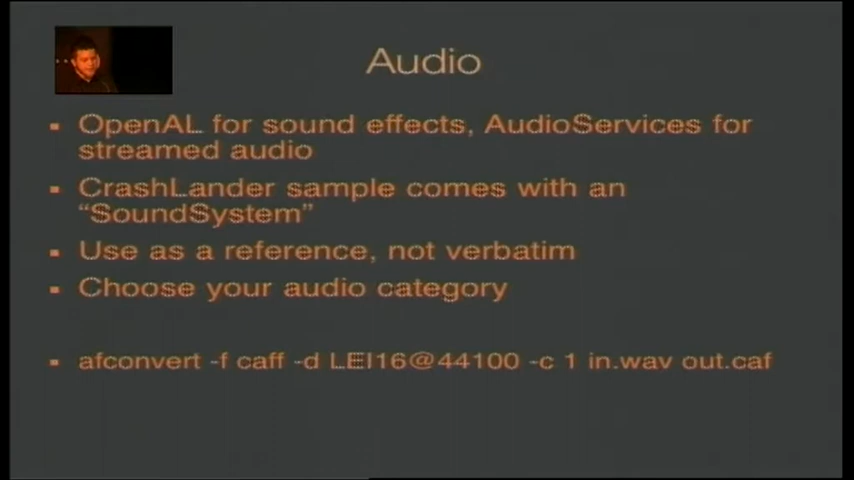 Audio
▪ OpenAL for sound effects, AudioServices for
streamed audio
▪ CrashLander sample comes with an
“SoundSystem”
▪ Use as a reference, not verbatim
▪ Choose your audio category
▪ afconvert -f caff -d LEI16@44100 -c 1 in.wav out.caf